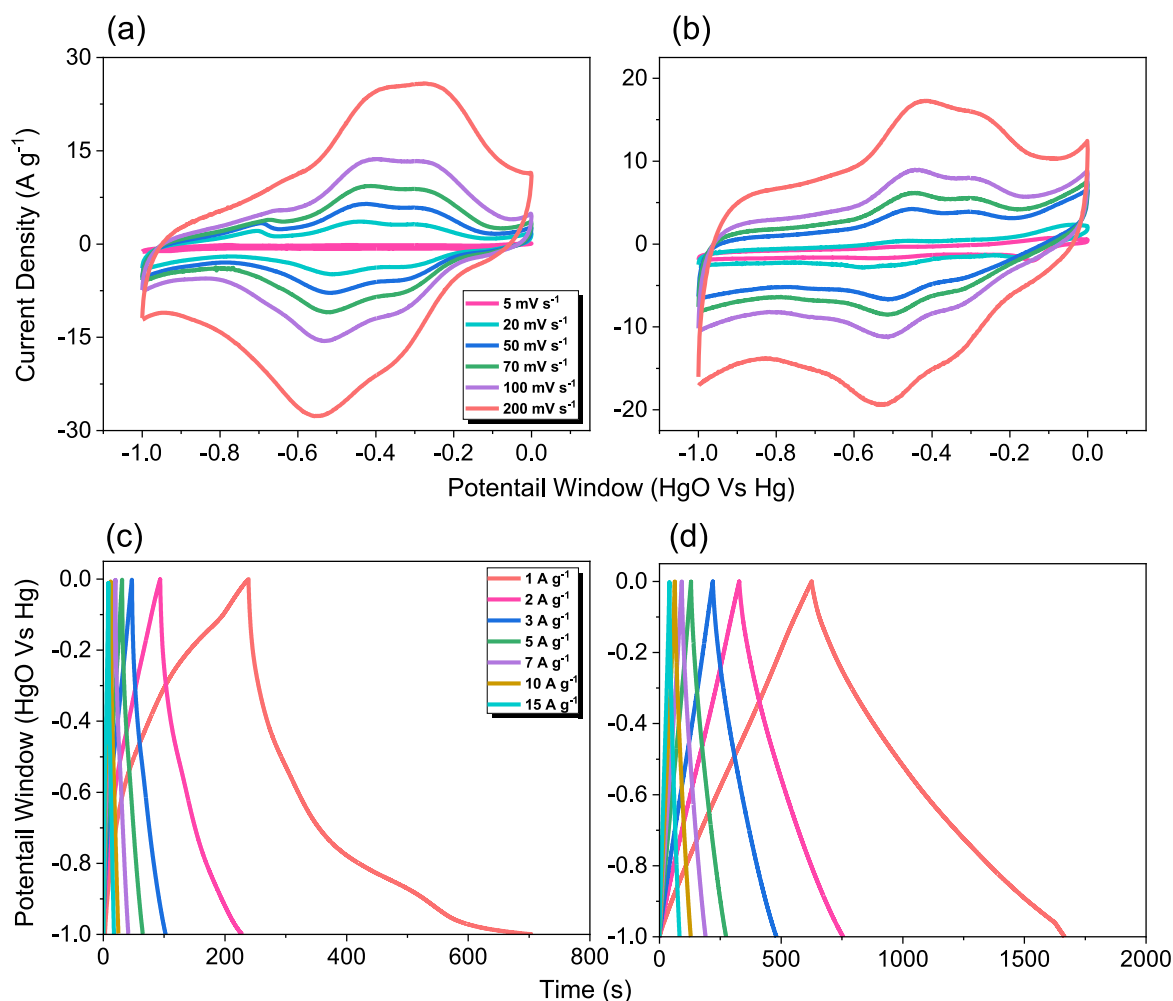 (a)
(b)
Current Density (A g⁻¹)
30
15
0
-15
-30
-1.0 -0.8 -0.6 -0.4 -0.2 0.0
5 mV s⁻¹
20 mV s⁻¹
50 mV s⁻¹
70 mV s⁻¹
100 mV s⁻¹
200 mV s⁻¹
20
10
0
-10
-20
-1.0 -0.8 -0.6 -0.4 -0.2 0.0
Potentail Window (HgO Vs Hg)
(c)
(d)
Potentail Window (HgO Vs Hg)
0.0
-0.2
-0.4
-0.6
-0.8
-1.0
0 200 400 600 800
1 A g⁻¹
2 A g⁻¹
3 A g⁻¹
5 A g⁻¹
7 A g⁻¹
10 A g⁻¹
15 A g⁻¹
0.0
-0.2
-0.4
-0.6
-0.8
-1.0
0 500 1000 1500 2000
Time (s)